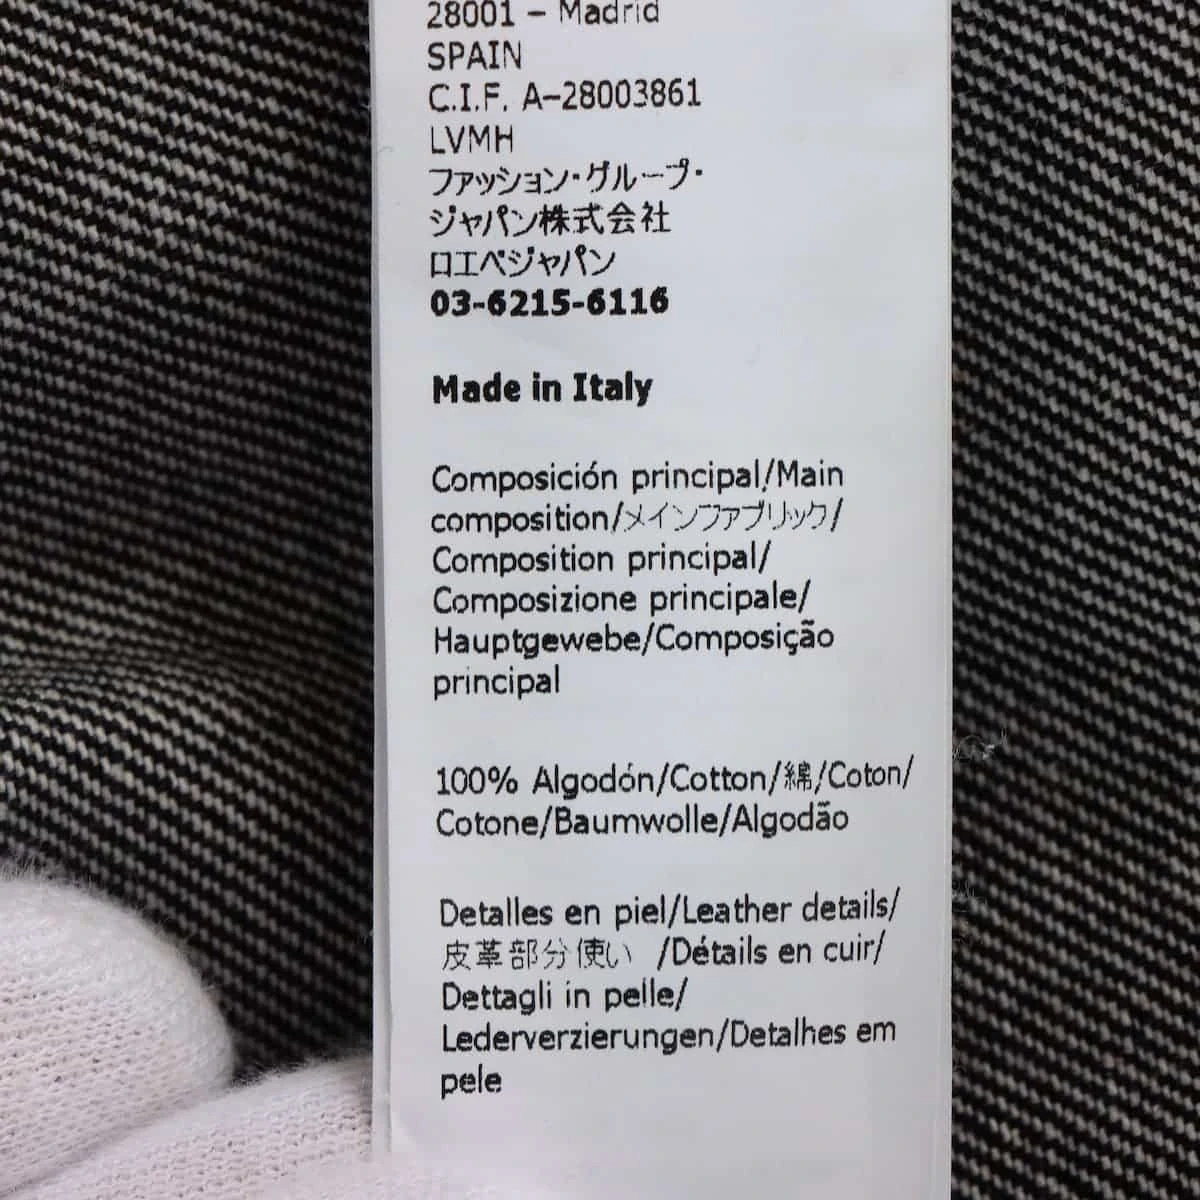 28001 – Madrid
SPAIN
C.I.F. A–28003861
LVMH
ファッション・グループ・
ジャパン株式会社
ロエベジャパン
03-6215-6116
Made in Italy
Composición principal/Main
composition/メインファブリック/
Composition principal/
Composizione principale/
Hauptgewebe/Composição
principal
100% Algodón/Cotton/綿/Coton/
Cotone/Baumwolle/Algodão
Detalles en piel/Leather details/
皮革部分使い /Détails en cuir/
Dettagli in pelle/
Lederverzierungen/Detalhes em
pele